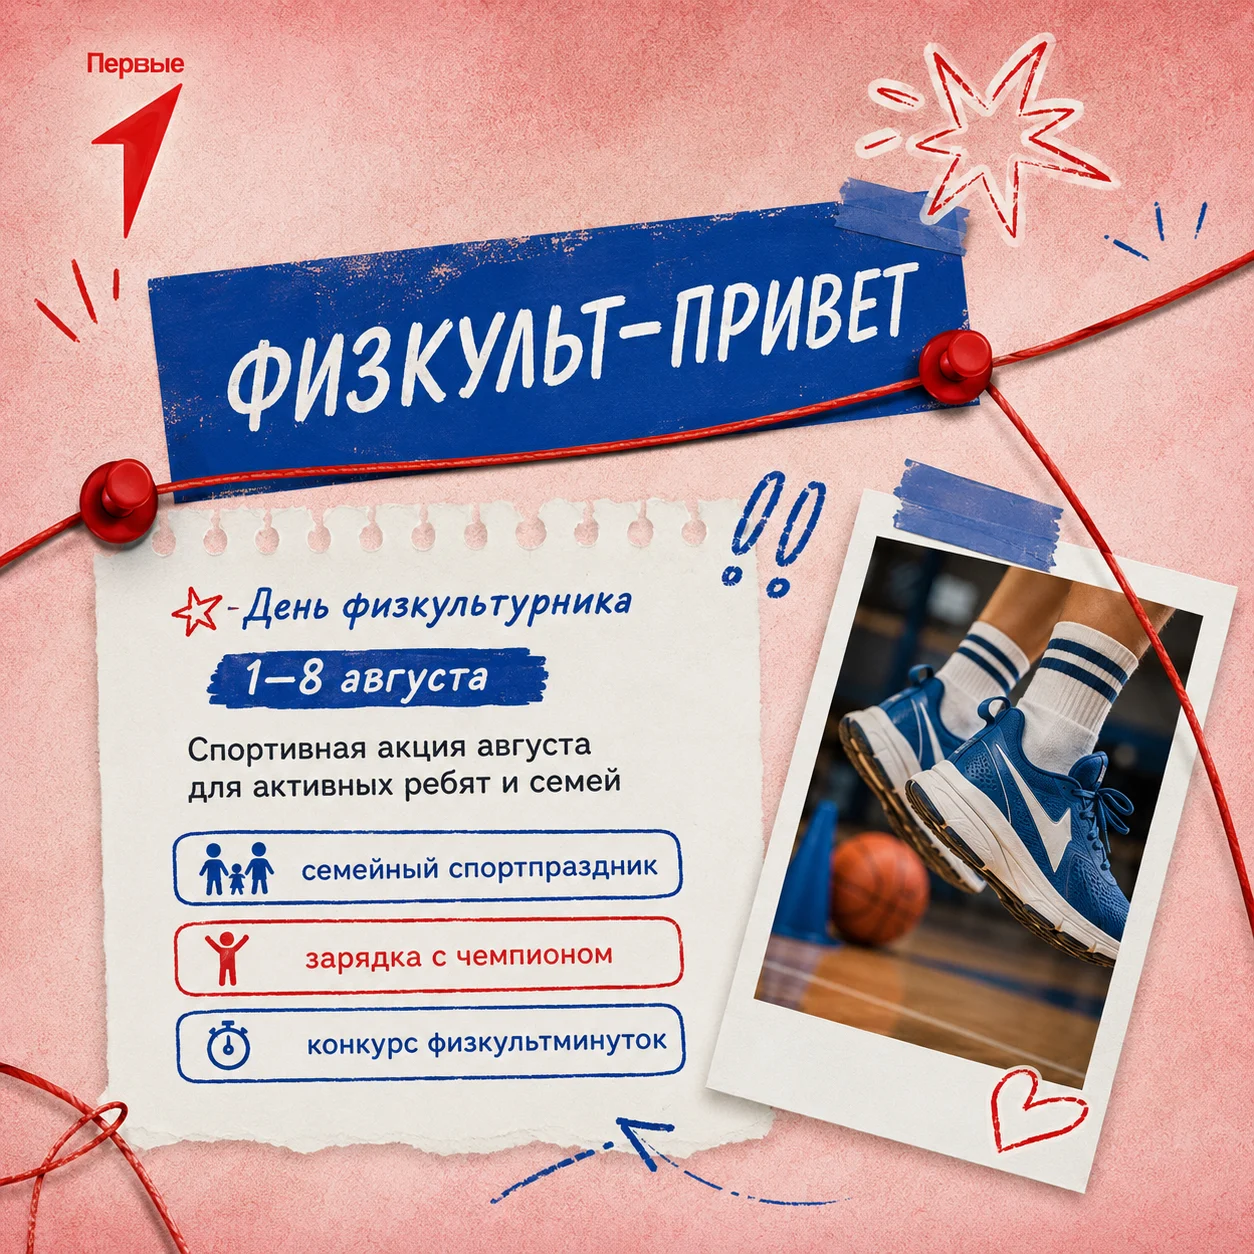 Первые
ФИЗКУЛЬТ-ПРИВЕТ
- День физкультурника
1–8 августа
Спортивная акция августа
для активных ребят и семей
семейный спортпраздник
зарядка с чемпионом
конкурс физкультминуток